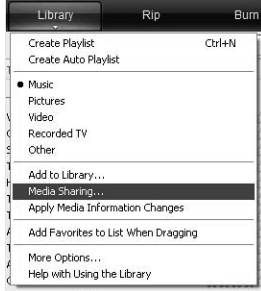 Library Rip Burn
Create Playlist Ctrl+N
Create Auto Playlist
Music
Pictures
Video
Recorded TV
Other
Add to Library...
Media Sharing...
Apply Media Information Changes
Add Favorites to List When Dragging
More Options...
Help with Using the Library